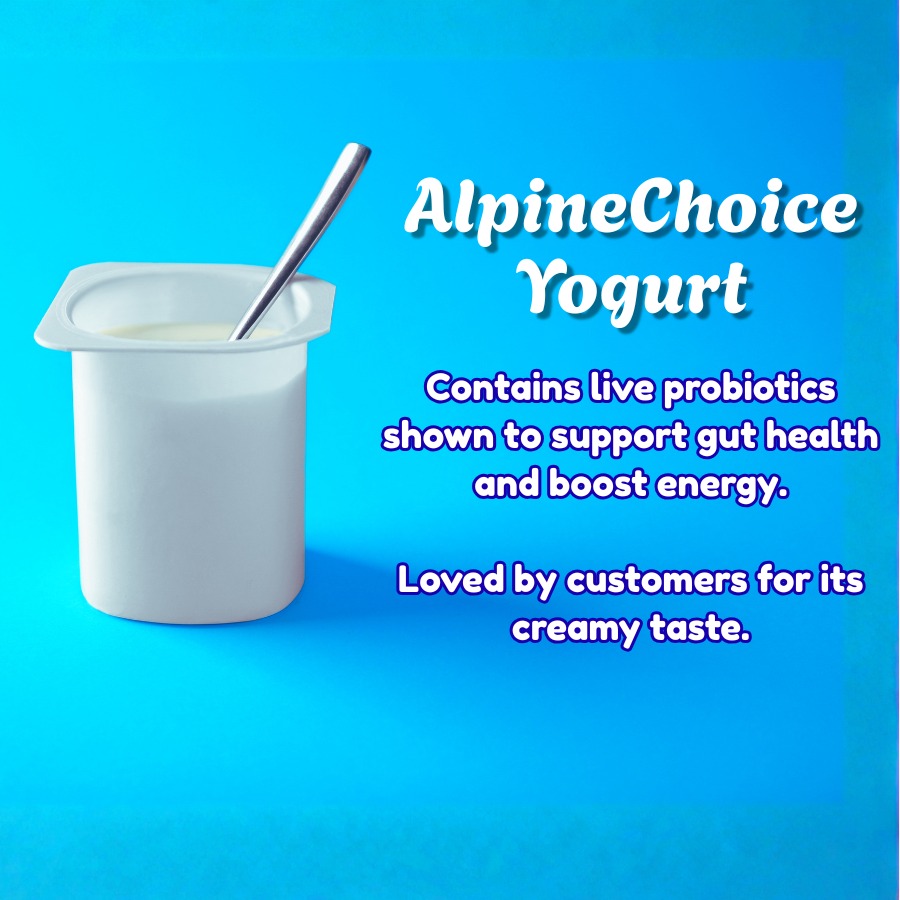 AlpineChoice
Yogurt
Contains live probiotics
shown to support gut health
and boost energy.
Loved by customers for its
creamy taste.